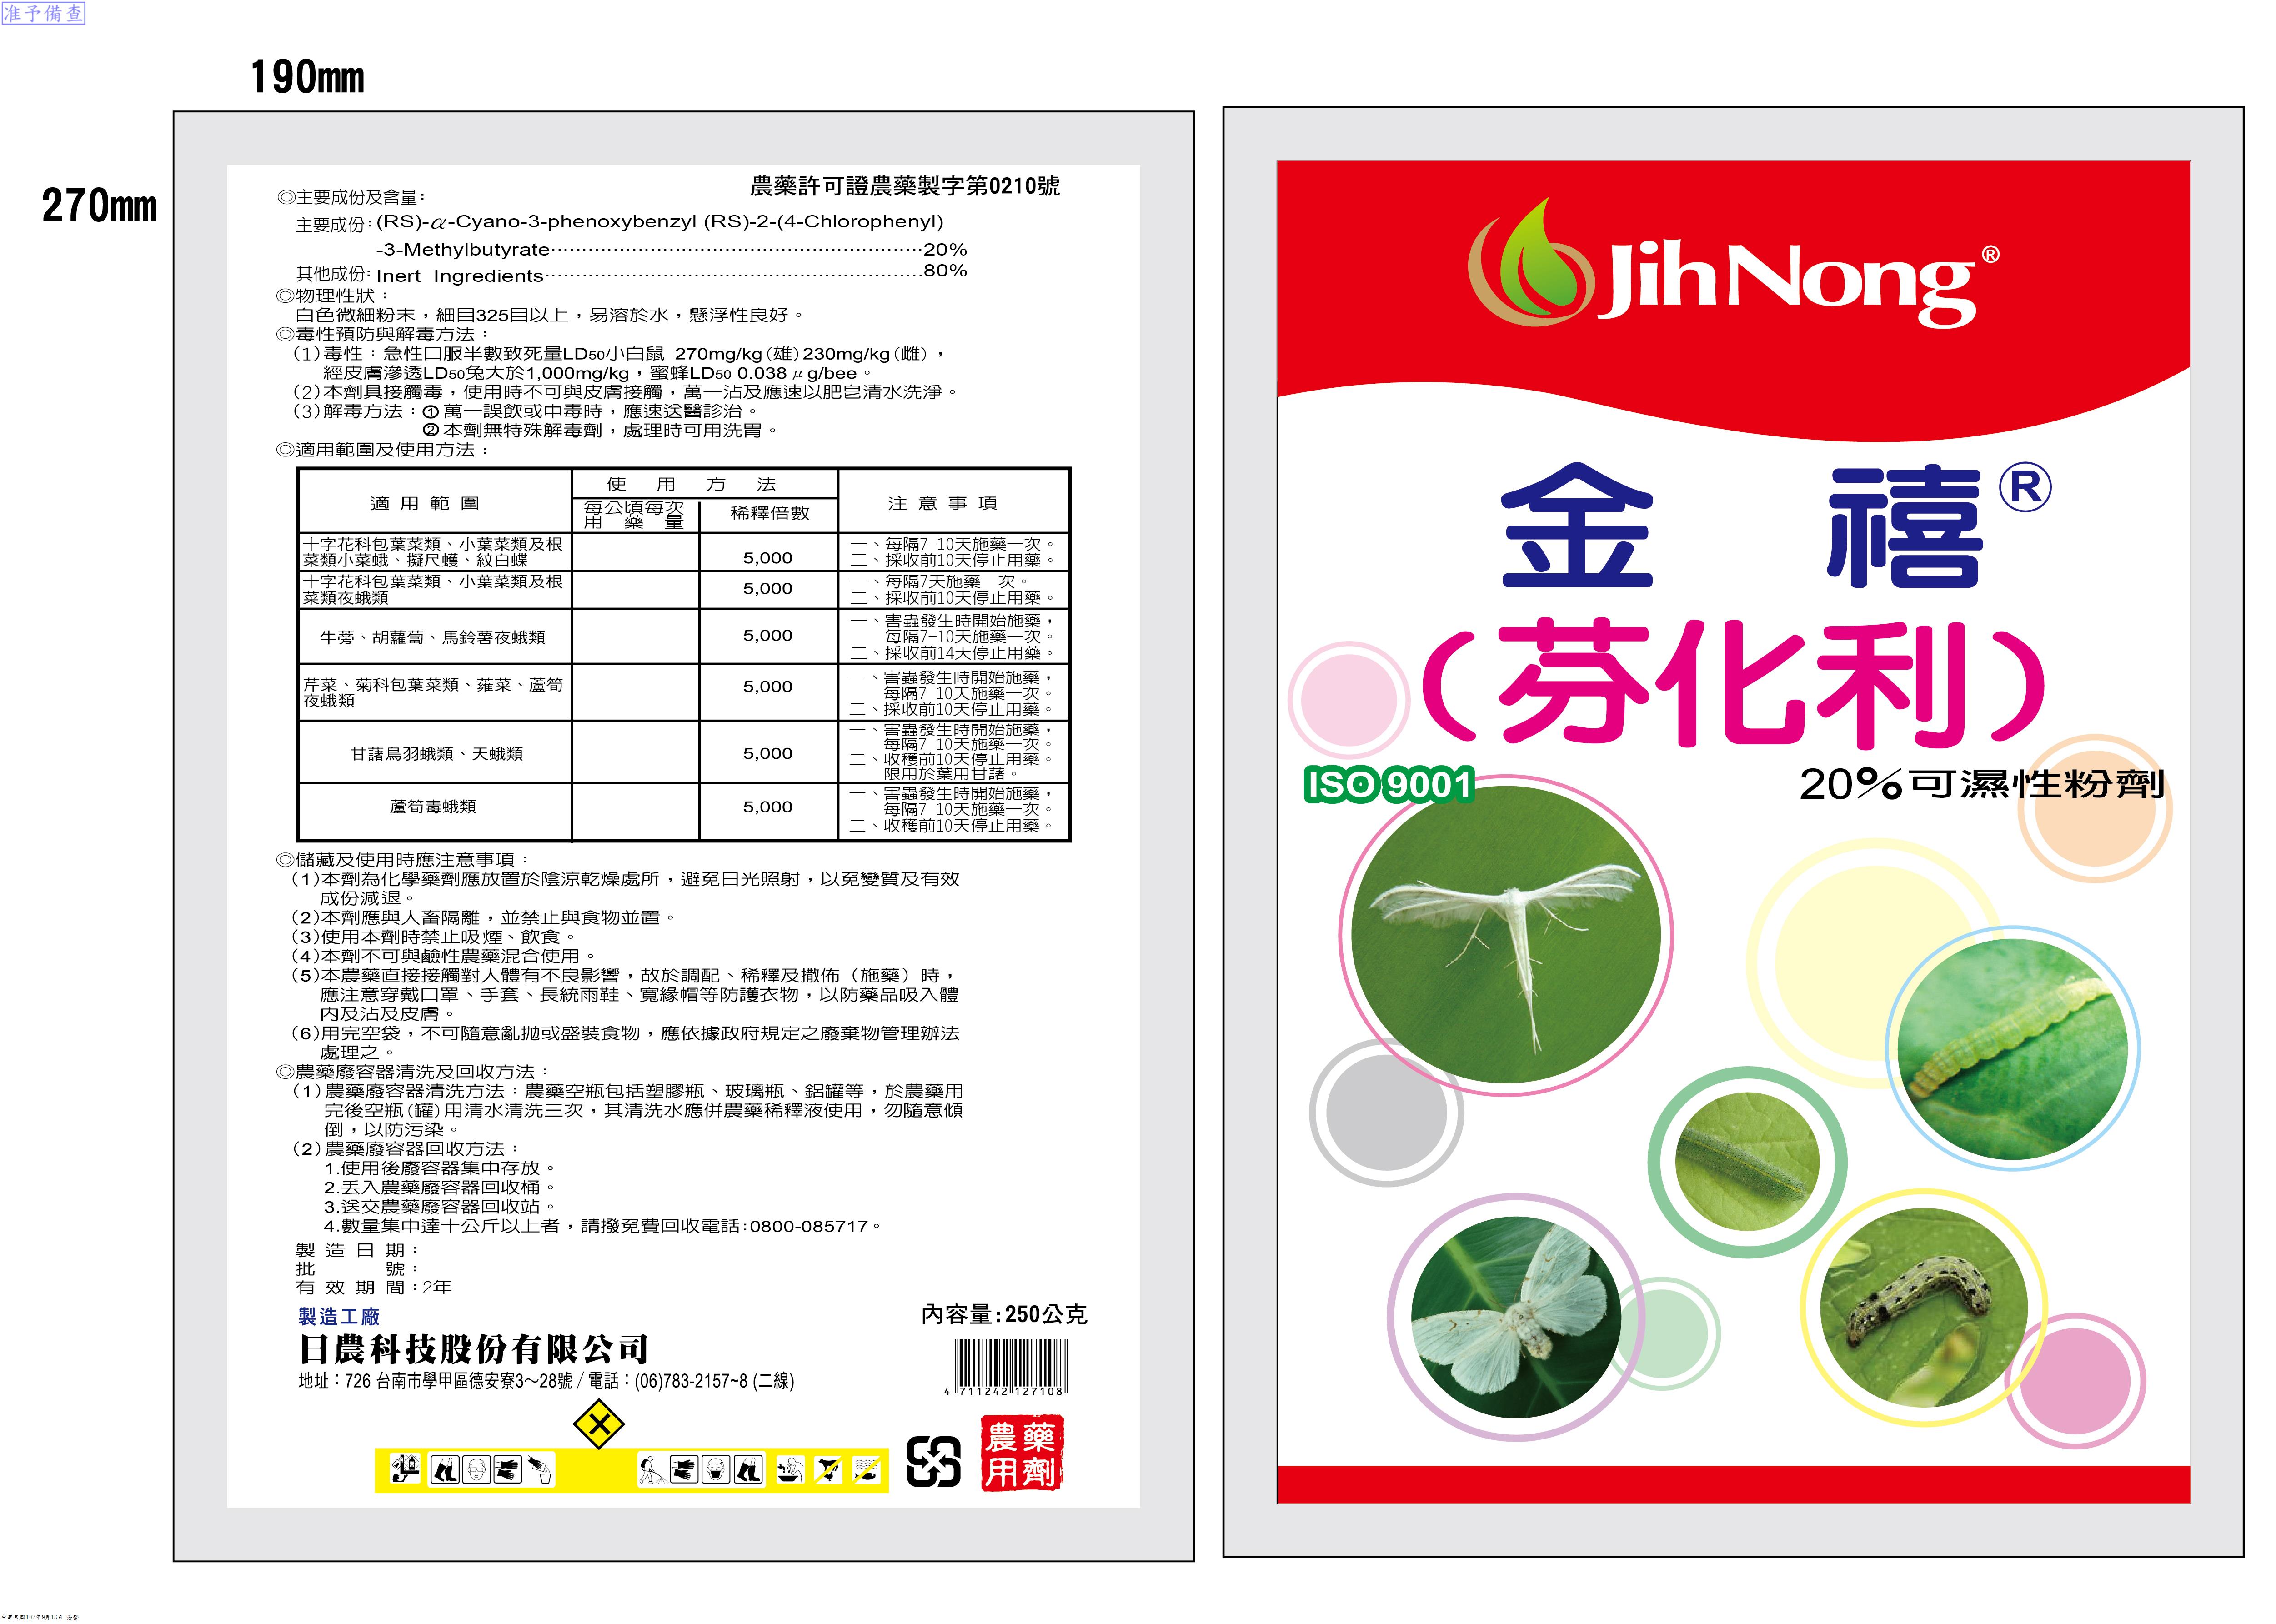 准予備查
190mm
270mm
農藥許可證農藥製字第0210號
◎主要成份及含量:
主要成份:(RS)-α-Cyano-3-phenoxybenzyl (RS)-2-(4-Chlorophenyl)
-3-Methylbutyrate⋯⋯⋯⋯⋯⋯⋯⋯⋯⋯⋯⋯20%
其他成份: Inert Ingredients⋯⋯⋯⋯⋯⋯⋯⋯⋯⋯⋯⋯80%
◎物理性狀：
白色微細粉末，細目325目以上，易溶於水，懸浮性良好。
◎毒性預防與解毒方法：
(1)毒性：急性口服半數致死量LD50小白鼠 270mg/kg(雄)230mg/kg(雌)，
經皮膚滲透LD50兔大於1,000mg/kg，蜜蜂LD50 0.038μg/bee。
(2)本劑具接觸毒，使用時不可與皮膚接觸，萬一沾及應速以肥皂清水洗淨。
(3)解毒方法：①萬一誤飲或中毒時，應速送醫診治。
②本劑無特殊解毒劑，處理時可用洗胃。
◎適用範圍及使用方法：
適用範圍
使用方法
每公頃每次
用藥量
稀釋倍數
注意事項
十字花科包葉菜類、小葉菜類及根
菜類小菜蛾、擬尺蠖、紋白蝶
5,000
一、每隔7-10天施藥一次。
二、採收前10天停止用藥。
十字花科包葉菜類、小葉菜類及根
菜類夜蛾類
5,000
一、每隔7天施藥一次。
二、採收前10天停止用藥。
牛蒡、胡蘿蔔、馬鈴薯夜蛾類
5,000
一、害蟲發生時開始施藥，
每隔7-10天施藥一次。
二、採收前14天停止用藥。
芹菜、菊科包葉菜類、蕹菜、蘆筍
夜蛾類
5,000
一、害蟲發生時開始施藥，
每隔7-10天施藥一次。
二、採收前10天停止用藥。
甘藷鳥羽蛾類、天蛾類
5,000
一、害蟲發生時開始施藥，
每隔7-10天施藥一次。
二、收穫前10天停止用藥。
限用於葉用甘藷。
蘆筍毒蛾類
5,000
一、害蟲發生時開始施藥，
每隔7-10天施藥一次。
二、收穫前10天停止用藥。
◎儲藏及使用時應注意事項：
(1)本劑為化學藥劑應放置於陰涼乾燥處所，避免日光照射，以免變質及有效
成份減退。
(2)本劑應與人畜隔離，並禁止與食物並置。
(3)使用本劑時禁止吸煙、飲食。
(4)本劑不可與鹼性農藥混合使用。
(5)本農藥直接接觸對人體有不良影響，故於調配、稀釋及撒佈（施藥）時，
應注意穿戴口罩、手套、長統雨鞋、寬緣帽等防護衣物，以防藥品吸入體
內及沾及皮膚。
(6)用完空袋，不可隨意亂拋或盛裝食物，應依據政府規定之廢棄物管理辦法
處理之。
◎農藥廢容器清洗及回收方法：
(1)農藥廢容器清洗方法：農藥空瓶包括塑膠瓶、玻璃瓶、鋁罐等，於農藥用
完後空瓶(罐)用清水清洗三次，其清洗水應併農藥稀釋液使用，勿隨意傾
倒，以防污染。
(2)農藥廢容器回收方法：
1.使用後廢容器集中存放。
2.丟入農藥廢容器回收桶。
3.送交農藥廢容器回收站。
4.數量集中達十公斤以上者，請撥免費回收電話:0800-085717。
製造日期：
批號：
有效期間：2年
製造工廠
內容量:250公克
日農科技股份有限公司
地址：726 台南市學甲區德安寮3～28號 / 電話：(06)783-2157~8 (二線)
4 711242 127108
農藥
用劑
JihNong®
金禧®
(芬化利)
ISO 9001
20%可濕性粉劑
中華民國107年9月18日 簽發